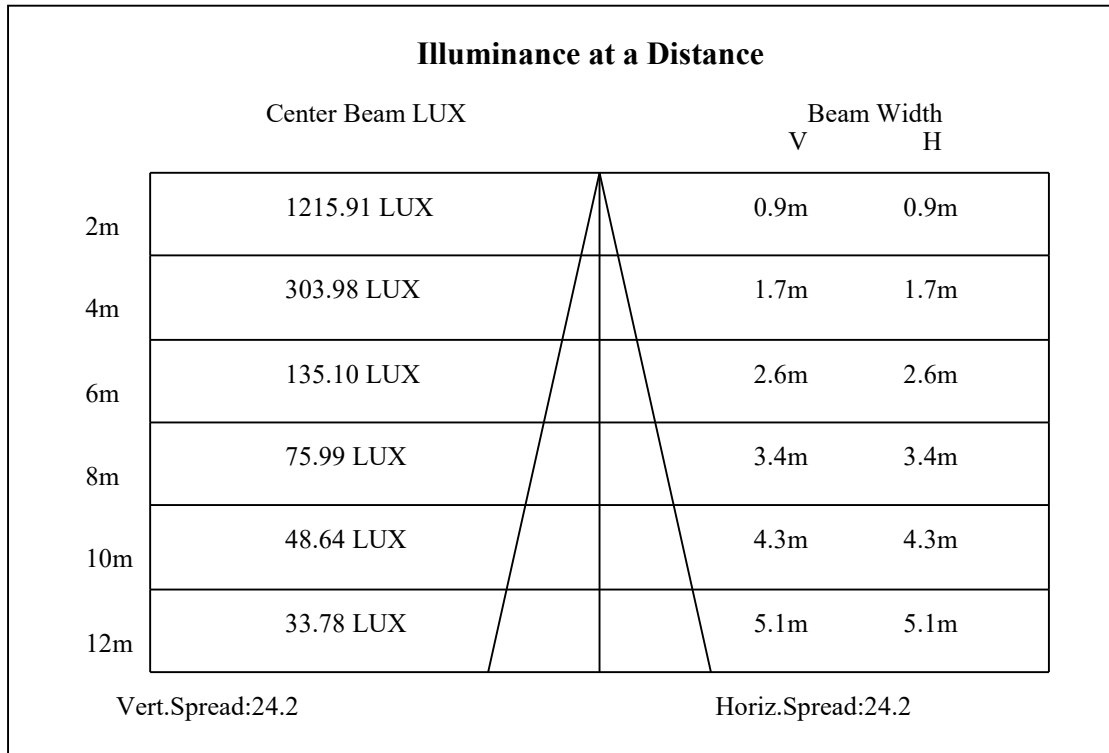 Illuminance at a Distance
Center Beam LUX Beam Width
V H
2m 1215.91 LUX 0.9m 0.9m
4m 303.98 LUX 1.7m 1.7m
6m 135.10 LUX 2.6m 2.6m
8m 75.99 LUX 3.4m 3.4m
10m 48.64 LUX 4.3m 4.3m
12m 33.78 LUX 5.1m 5.1m
Vert.Spread:24.2 Horiz.Spread:24.2